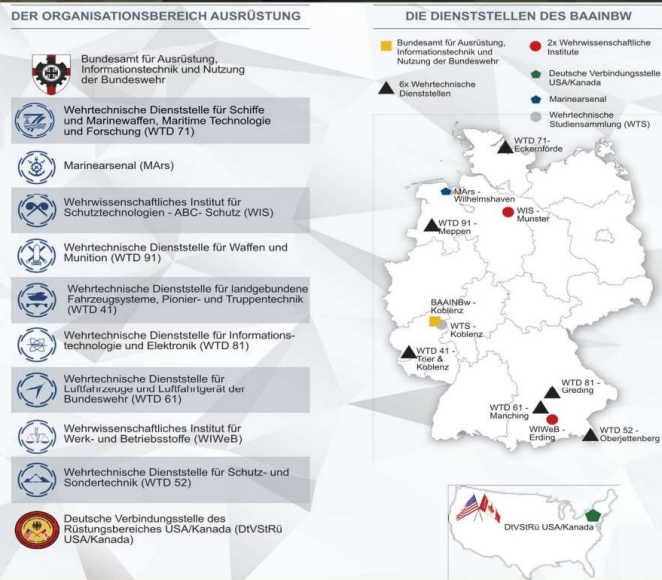 DER ORGANISATIONSBEREICH AUSRÜSTUNG
Bundesamt für Ausrüstung,
Informationstechnik und Nutzung
der Bundeswehr
Wehrtechnische Dienststelle für Schiffe
und Marinewaffen, Maritime Technologie
und Forschung (WTD 71)
Marinearsenal (MArs)
Wehrwissenschaftliches Institut für
Schutztechnologien - ABC- Schutz (WIS)
Wehrtechnische Dienststelle für Waffen und
Munition (WTD 91)
Wehrtechnische Dienststelle für landgebundene
Fahrzeugsysteme, Pionier- und Truppentechnik
(WTD 41)
Wehrtechnische Dienststelle für Informations-
technologie und Elektronik (WTD 81)
Wehrtechnische Dienststelle für
Luftfahrzeuge und Luftfahrtgerät der
Bundeswehr (WTD 61)
Wehrwissenschaftliches Institut für
Werk- und Betriebsstoffe (WIWeB)
Wehrtechnische Dienststelle für Schutz- und
Sondertechnik (WTD 52)
Deutsche Verbindungsstelle des
Rüstungsbereiches USA/Kanada (DtVStRü
USA/Kanada)
DIE DIENSTSTELLEN DES BAAINBW
Bundesamt für Ausrüstung,
Informationstechnik und
Nutzung der Bundeswehr
6x Wehrtechnische
Dienststellen
2x Wehrwissenschaftliche
Institute
Deutsche Verbindungsstelle
USA/Kanada
Marinearsenal
Wehrtechnische
Studiensammlung (WTS)
WTD 71-
Eckernförde
MArs -
Wilhelmshaven
WIS -
Munster
WTD 91 -
Meppen
BAAINBw -
Koblenz
WTS -
Koblenz
WTD 41 -
Trier &
Koblenz
WTD 81 -
Greding
WTD 61 -
Manching
WIWeB -
Erding
WTD 52 -
Oberjettenberg
DtVStRü USA/Kanada